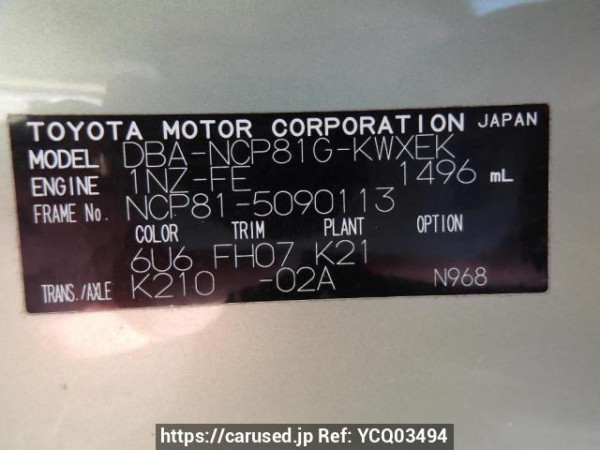 TOYOTA MOTOR CORPORATION JAPAN
MODEL DBA-NCP81G-KWXEK
ENGINE 1NZ-FE 1496 mL
FRAME No. NCP81-5090113
COLOR TRIM PLANT OPTION
6U6 FH07 K21
TRANS./AXLE K210 -02A N968
https://carused.jp Ref: YCQ03494